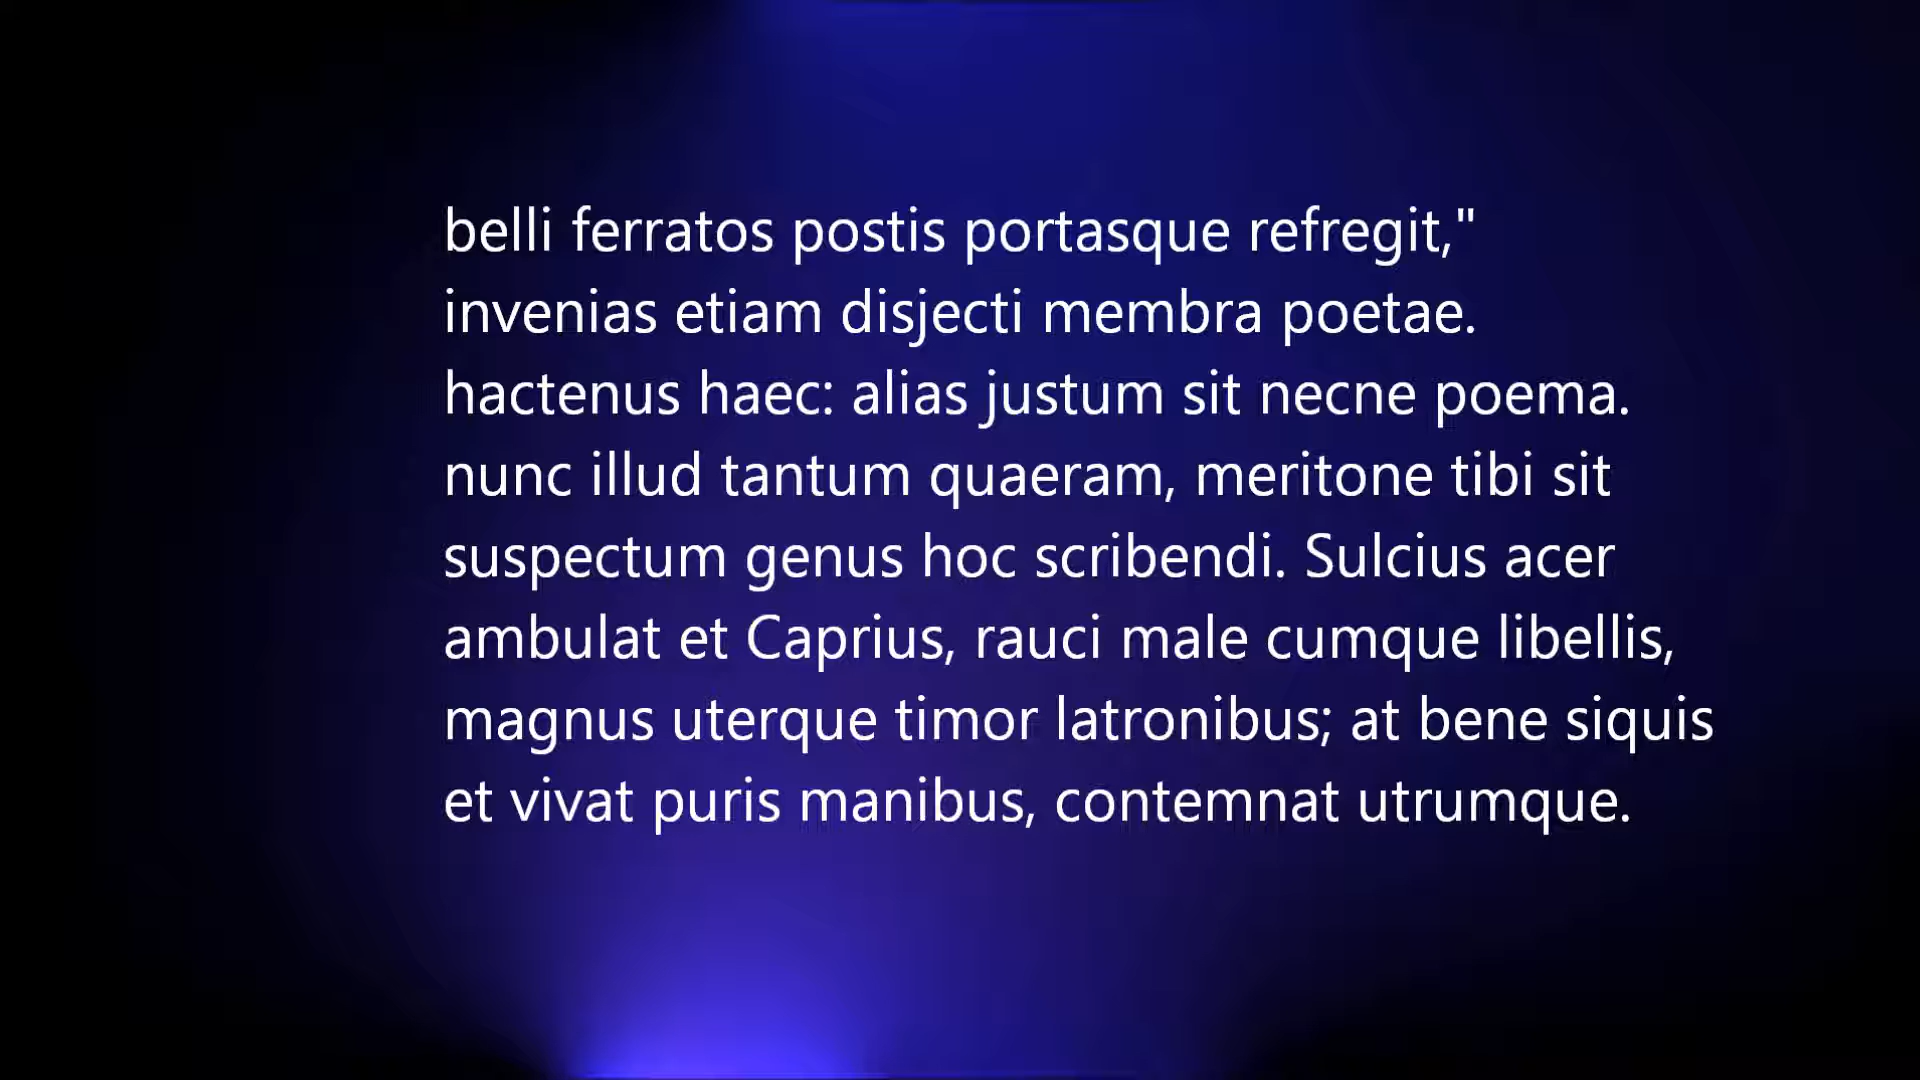 belli ferratos postis portasque refregit,"
invenias etiam disjecti membra poetae.
hactenus haec: alias justum sit necne poema.
nunc illud tantum quaeram, meritone tibi sit
suspectum genus hoc scribendi. Sulcius acer
ambulat et Caprius, rauci male cumque libellis,
magnus uterque timor latronibus; at bene siquis
et vivat puris manibus, contemnat utrumque.